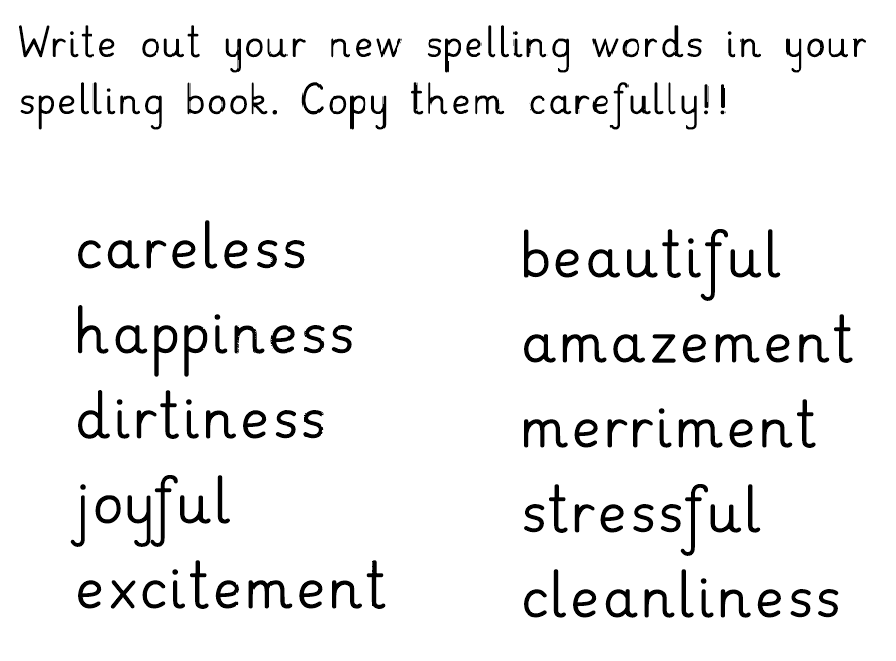 Write out your new spelling words in your
spelling book. Copy them carefully!!
careless
happiness
dirtiness
joyful
excitement
beautiful
amazement
merriment
stressful
cleanliness